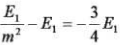 E₁/m² − E₁ = −3/4 E₁